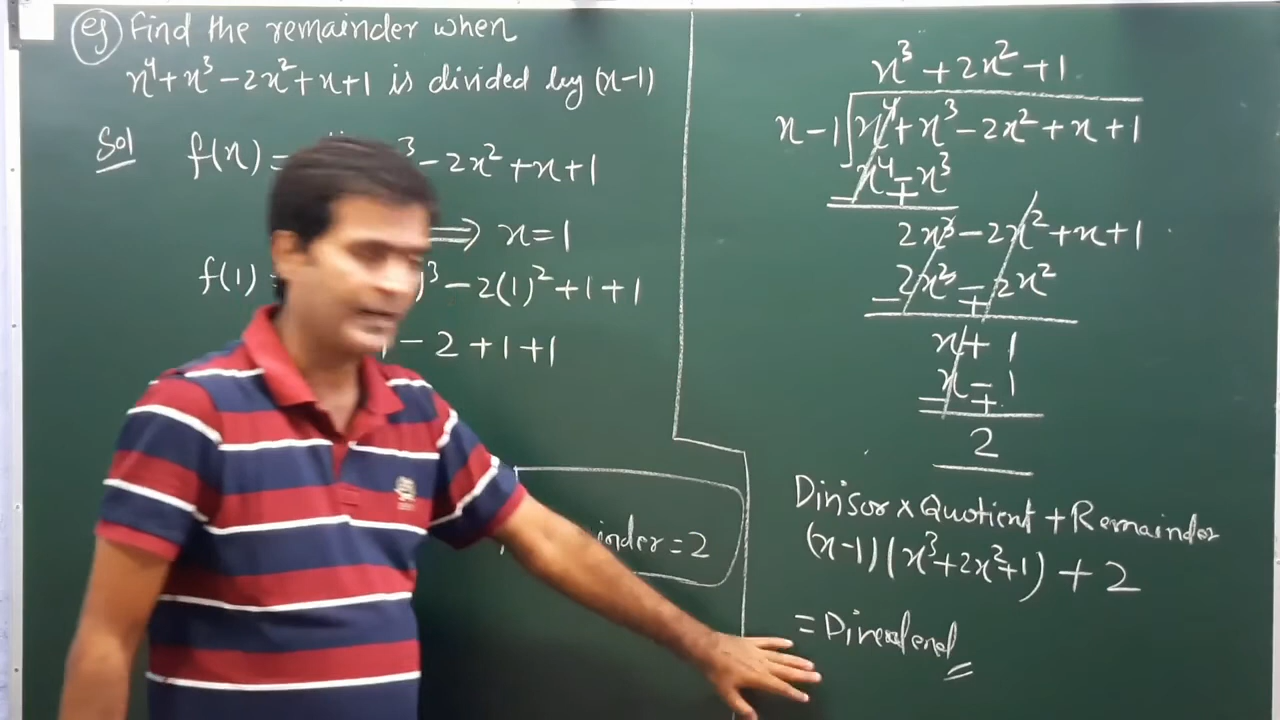 eg Find the remainder when
x⁴+x³-2x²+x+1 is divided by (x-1)
Sol f(x)= ³-2x²+x+1
⟹ x=1
f(1) = )³-2(1)²+1+1
- 2+1+1
inder=2
x³+2x²+1
x-1 x⁴+x³-2x²+x+1
x⁴-x³
- +
2x³-2x²+x+1
2x³-2x²
- +
x+1
x-1
- +
2
Divisor×Quotient+Remainder
(x-1)(x³+2x²+1)+2
=